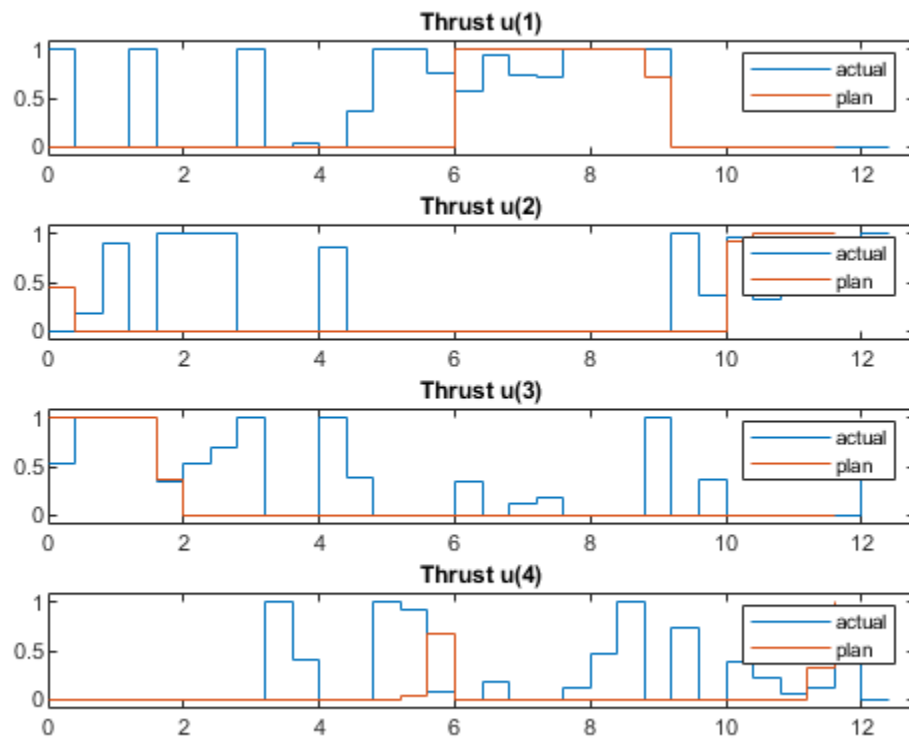 Thrust u(1)
1
0.5
0
actual
plan
0 2 4 6 8 10 12
Thrust u(2)
1
0.5
0
actual
plan
0 2 4 6 8 10 12
Thrust u(3)
1
0.5
0
actual
plan
0 2 4 6 8 10 12
Thrust u(4)
1
0.5
0
actual
plan
0 2 4 6 8 10 12